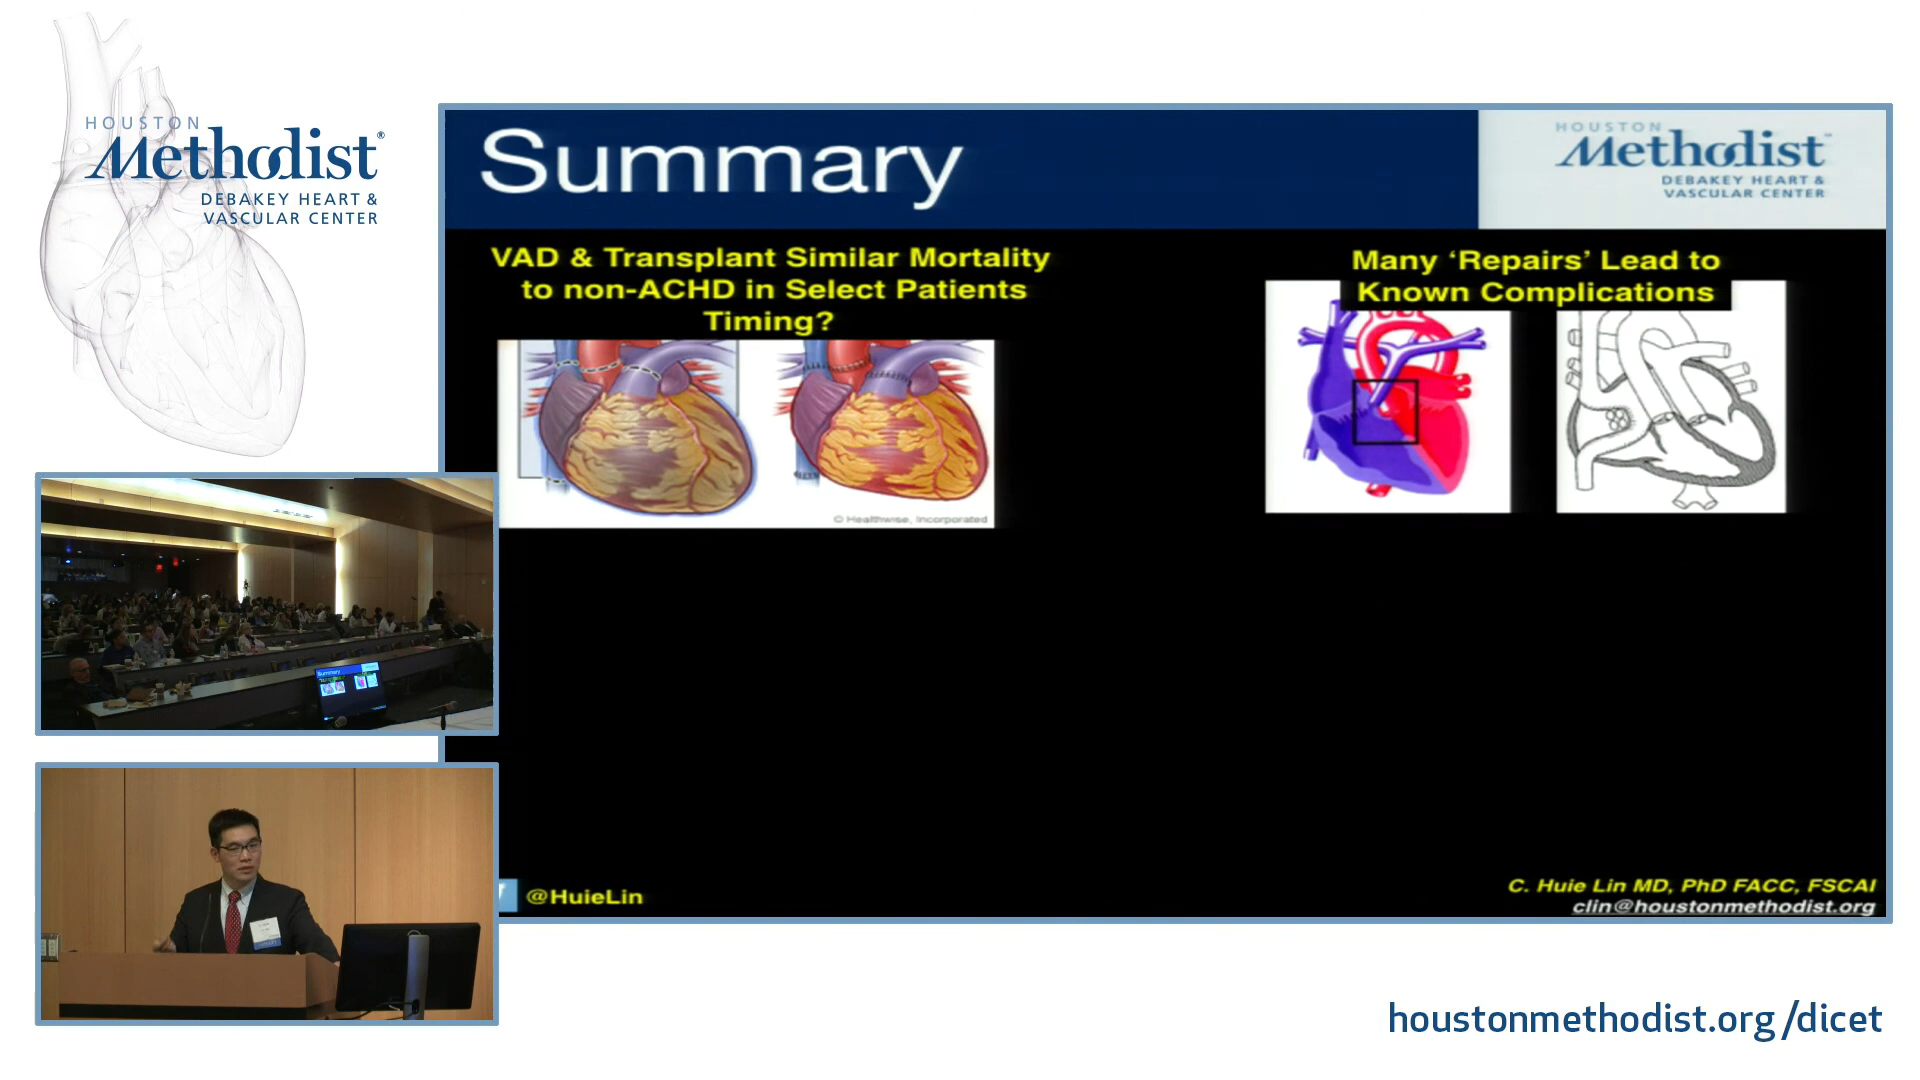 HOUSTON
Methodist®
DEBAKEY HEART &
VASCULAR CENTER
Summary
HOUSTON
Methodist
DEBAKEY HEART &
VASCULAR CENTER
VAD & Transplant Similar Mortality
to non-ACHD in Select Patients
Timing?
Many ‘Repairs’ Lead to
Known Complications
© Healthwise, Incorporated
Summary
@HuieLin
C. Huie Lin MD, PhD FACC, FSCAI
clin@houstonmethodist.org
houstonmethodist.org/dicet